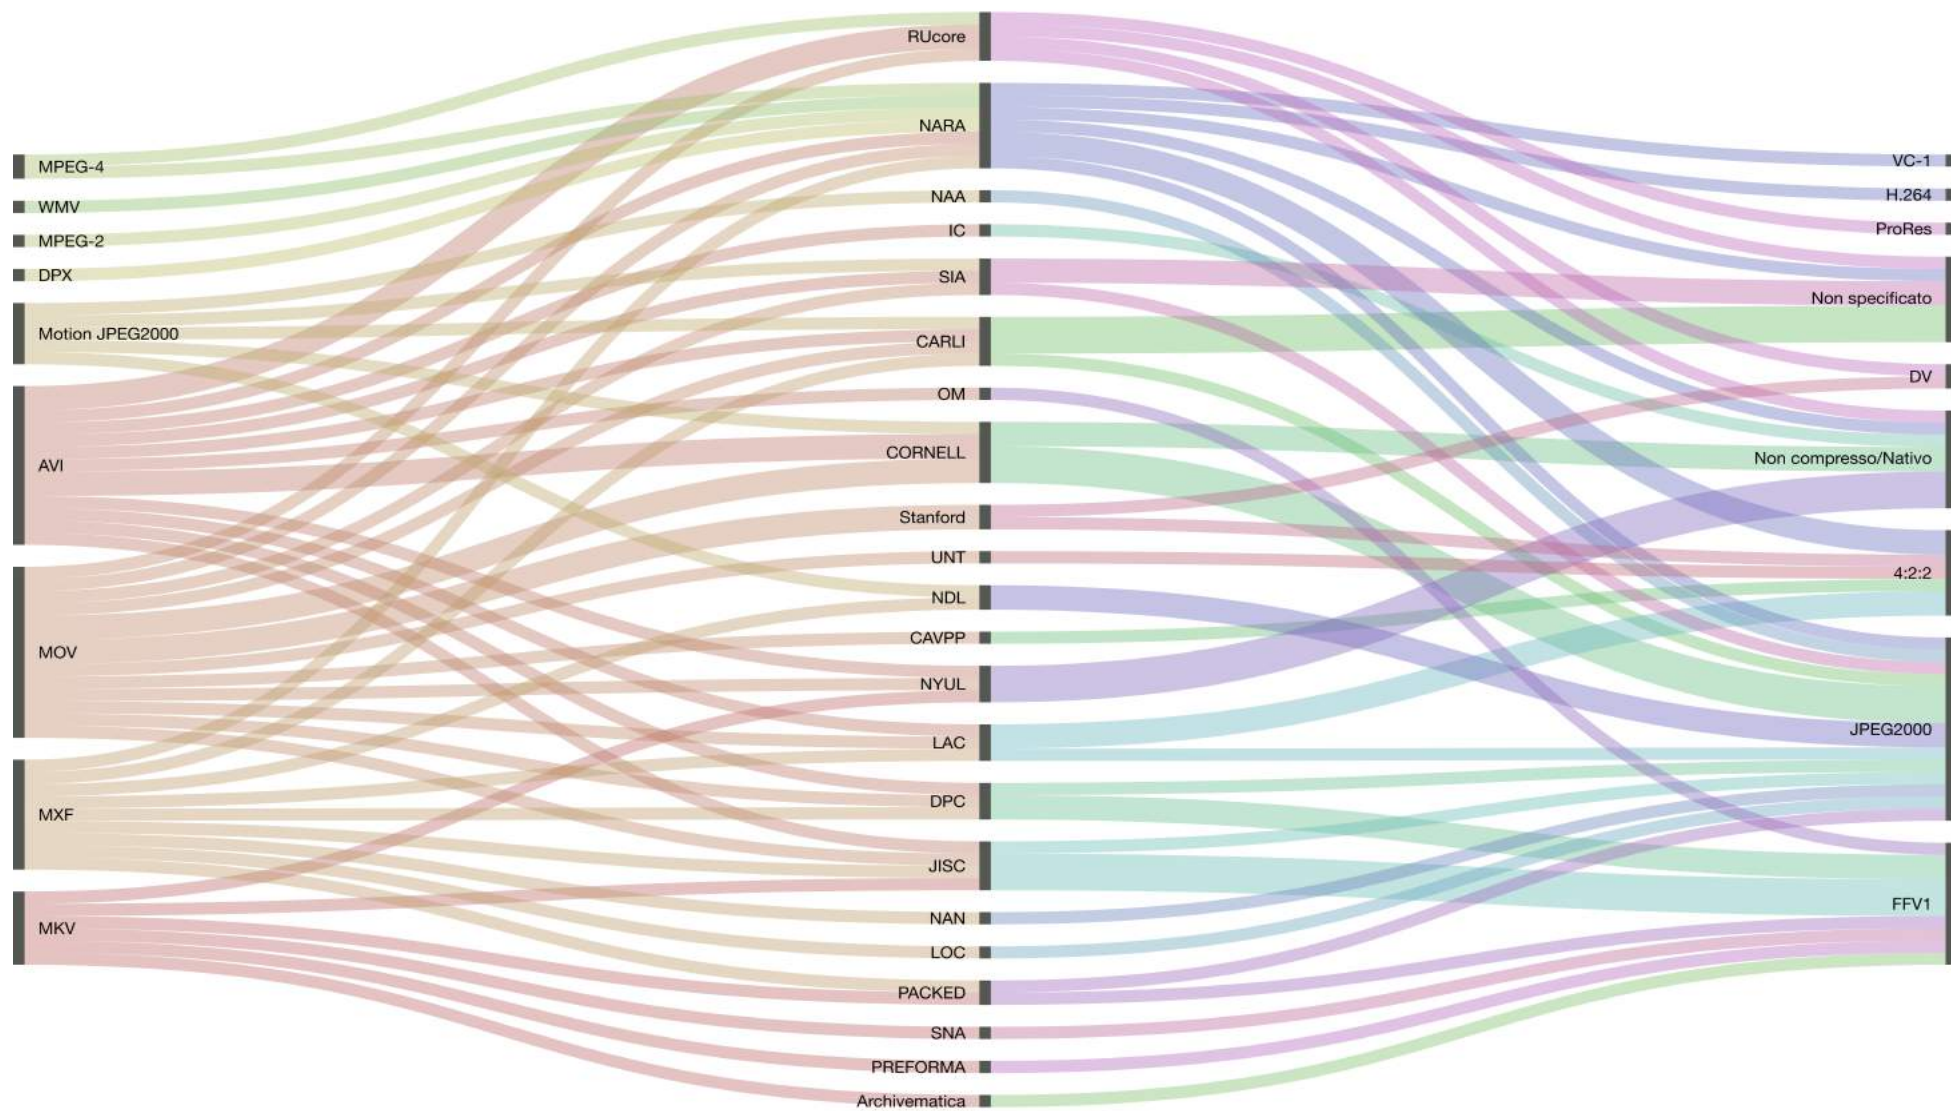 MPEG-4
WMV
MPEG-2
DPX
Motion JPEG2000
AVI
MOV
MXF
MKV
RUcore
NARA
NAA
IC
SIA
CARLI
OM
CORNELL
Stanford
UNT
NDL
CAVPP
NYUL
LAC
DPC
JISC
NAN
LOC
PACKED
SNA
PREFORMA
Archivematica
VC-1
H.264
ProRes
Non specificato
DV
Non compresso/Nativo
4:2:2
JPEG2000
FFV1